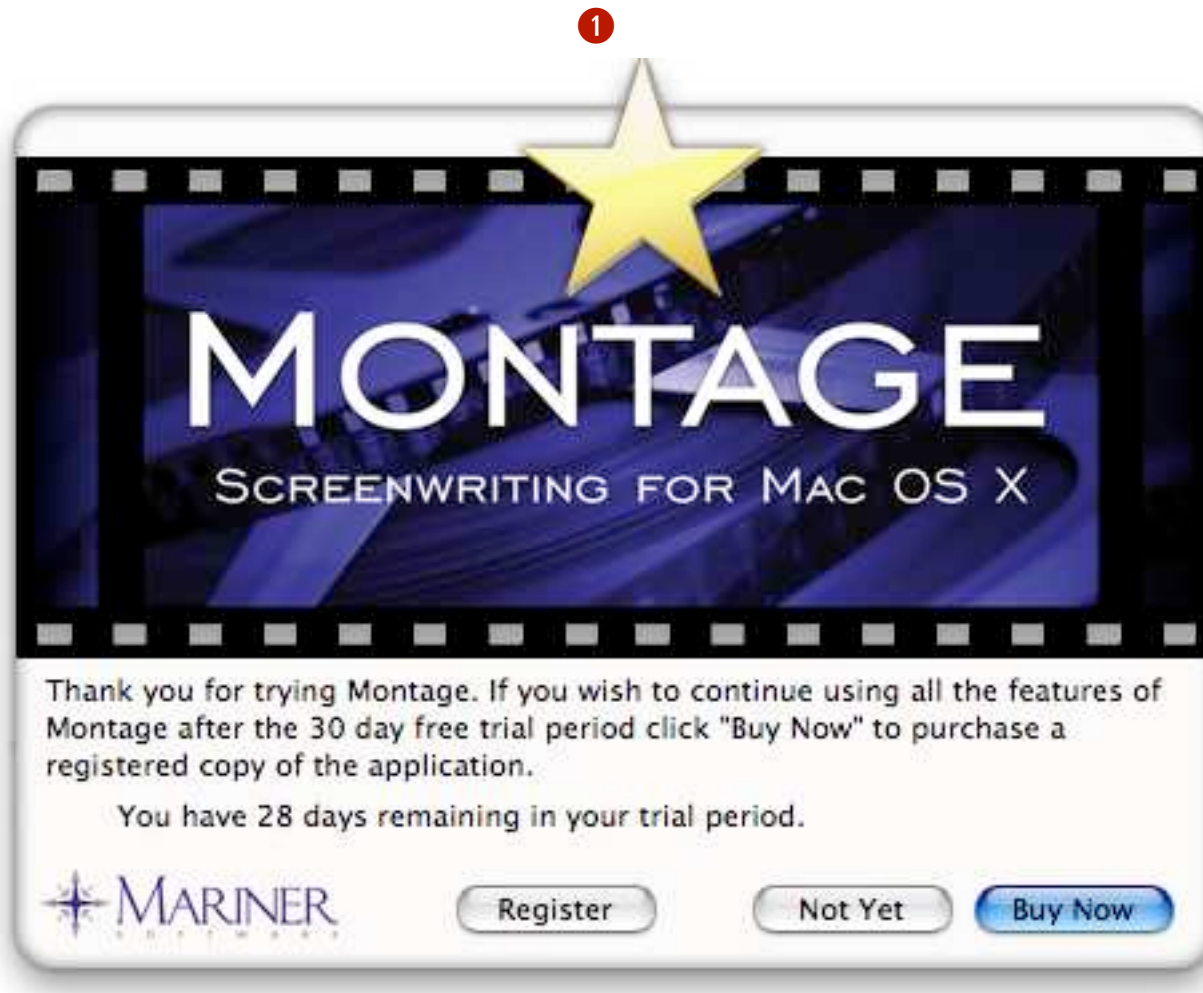 1
MONTAGE
SCREENWRITING FOR MAC OS X
Thank you for trying Montage. If you wish to continue using all the features of
Montage after the 30 day free trial period click "Buy Now" to purchase a
registered copy of the application.
You have 28 days remaining in your trial period.
MARINER
SOFTWARE
Register
Not Yet
Buy Now